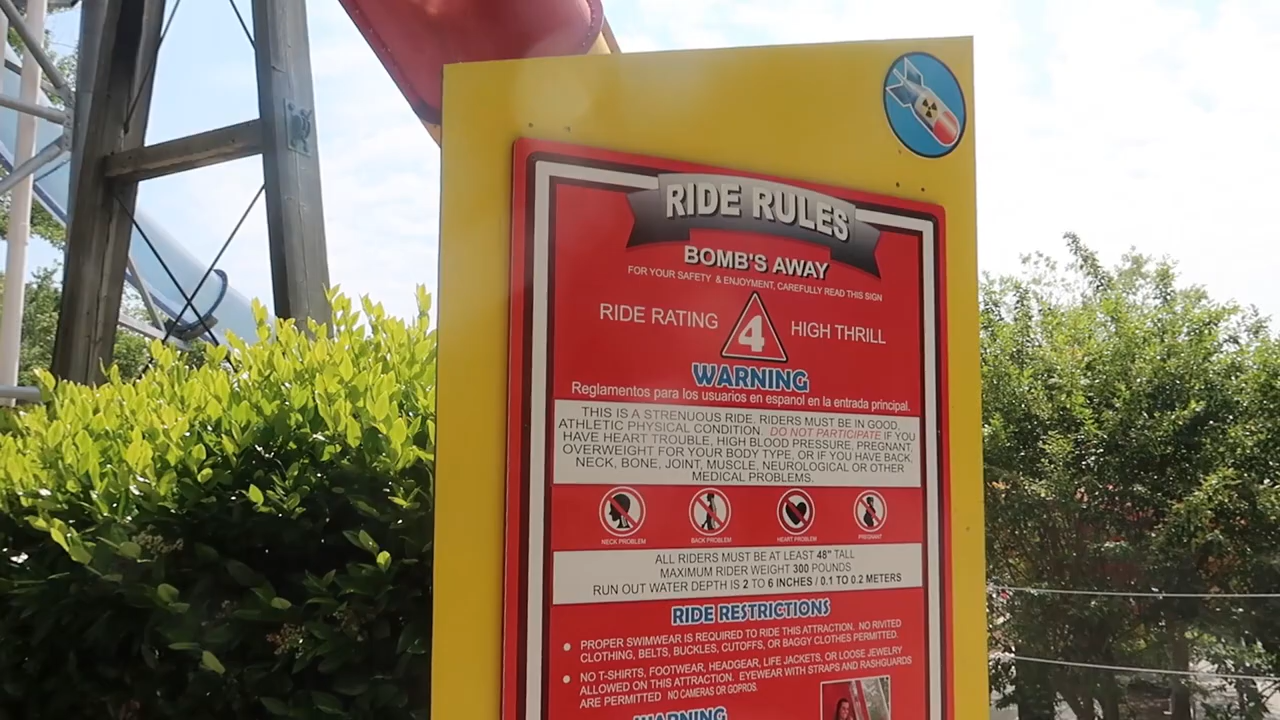 RIDE RULES
BOMB'S AWAY
FOR YOUR SAFETY & ENJOYMENT, CAREFULLY READ THIS SIGN
RIDE RATING 4 HIGH THRILL
WARNING
Reglamentos para los usuarios en espanol en la entrada principal.
THIS IS A STRENUOUS RIDE. RIDERS MUST BE IN GOOD,
ATHLETIC PHYSICAL CONDITION. DO NOT PARTICIPATE IF YOU
HAVE HEART TROUBLE, HIGH BLOOD PRESSURE, PREGNANT,
OVERWEIGHT FOR YOUR BODY TYPE, OR IF YOU HAVE BACK,
NECK, BONE, JOINT, MUSCLE, NEUROLOGICAL OR OTHER
MEDICAL PROBLEMS.
NECK PROBLEM BACK PROBLEM HEART PROBLEM PREGNANT
ALL RIDERS MUST BE AT LEAST 48" TALL
MAXIMUM RIDER WEIGHT 300 POUNDS
RUN OUT WATER DEPTH IS 2 TO 6 INCHES / 0.1 TO 0.2 METERS
RIDE RESTRICTIONS
• PROPER SWIMWEAR IS REQUIRED TO RIDE THIS ATTRACTION. NO RIVITED
CLOTHING, BELTS, BUCKLES, CUTOFFS, OR BAGGY CLOTHES PERMITTED.
• NO T-SHIRTS, FOOTWEAR, HEADGEAR, LIFE JACKETS, OR LOOSE JEWELRY
ALLOWED ON THIS ATTRACTION. EYEWEAR WITH STRAPS AND RASHGUARDS
ARE PERMITTED NO CAMERAS OR GOPROS.
WARNING